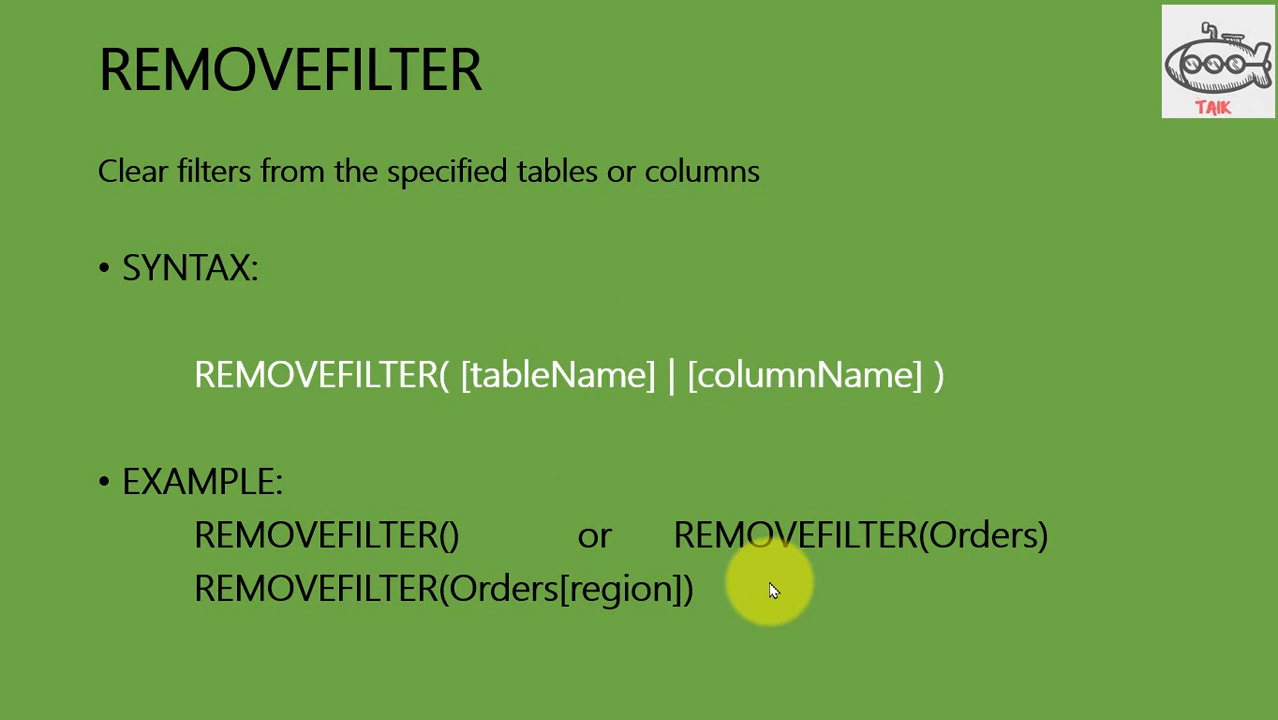 REMOVEFILTER
TAIK
Clear filters from the specified tables or columns
• SYNTAX:
REMOVEFILTER( [tableName] | [columnName] )
• EXAMPLE:
REMOVEFILTER() or REMOVEFILTER(Orders)
REMOVEFILTER(Orders[region])